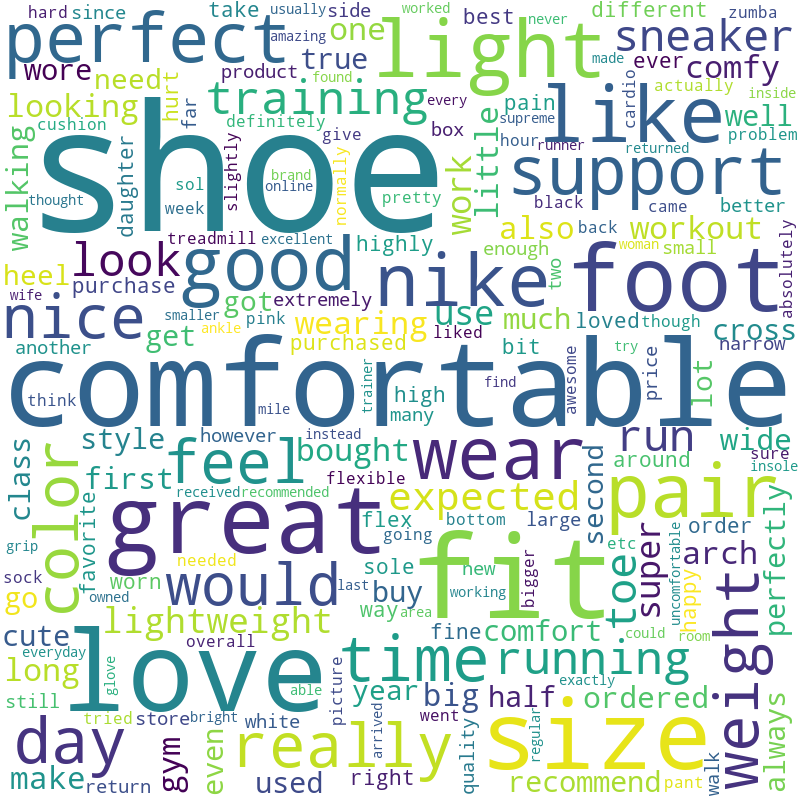 hard
since
take
usually
worked
side
best
never
different
zumba
perfect
amazing
one
light
made
sneaker
wore
need
looking
hurt
far
product
true
found
every
ever
comfy
cardio
actually
inside
training
cushion
definitely
give
box
pain
supreme
like
well
hour
runner
returned
problem
shoe
walking
daughter
thought
sol
week
slightly
brand
online
normally
pretty
work
little
support
black
came
back
better
treadmill
excellent
highly
also
workout
enough
woman
small
absolutely
look
good
nike
two
foot
heel
wife
purchase
smaller
got
extremely
pink
ankle
nice
get
wearing
purchased
liked
use
much
loved
though
cross
another
bit
try
narrow
comfortable
think
mile
trainer
high
many
find
awesome
price
lot
class
style
however
instead
bought
wear
run
wide
sure
color
first
feel
flexible
second
around
insole
favorite
received
recommended
great
expected
pair
grip
flex
going
bottom
large
order
perfectly
sock
worn
needed
would
sole
fit
etc
super
arch
uncomfortable
go
owned
last
buy
new
working
bigger
toe
happy
weight
cute
lightweight
way
area
overall
fine
comfort
could
room
everyday
long
glove
love
time
running
able
picture
year
exactly
still
tried
store
bright
white
big
half
ordered
always
day
gym
even
really
arrived
went
quality
size
regular
make
return
used
right
recommend
pant
walk